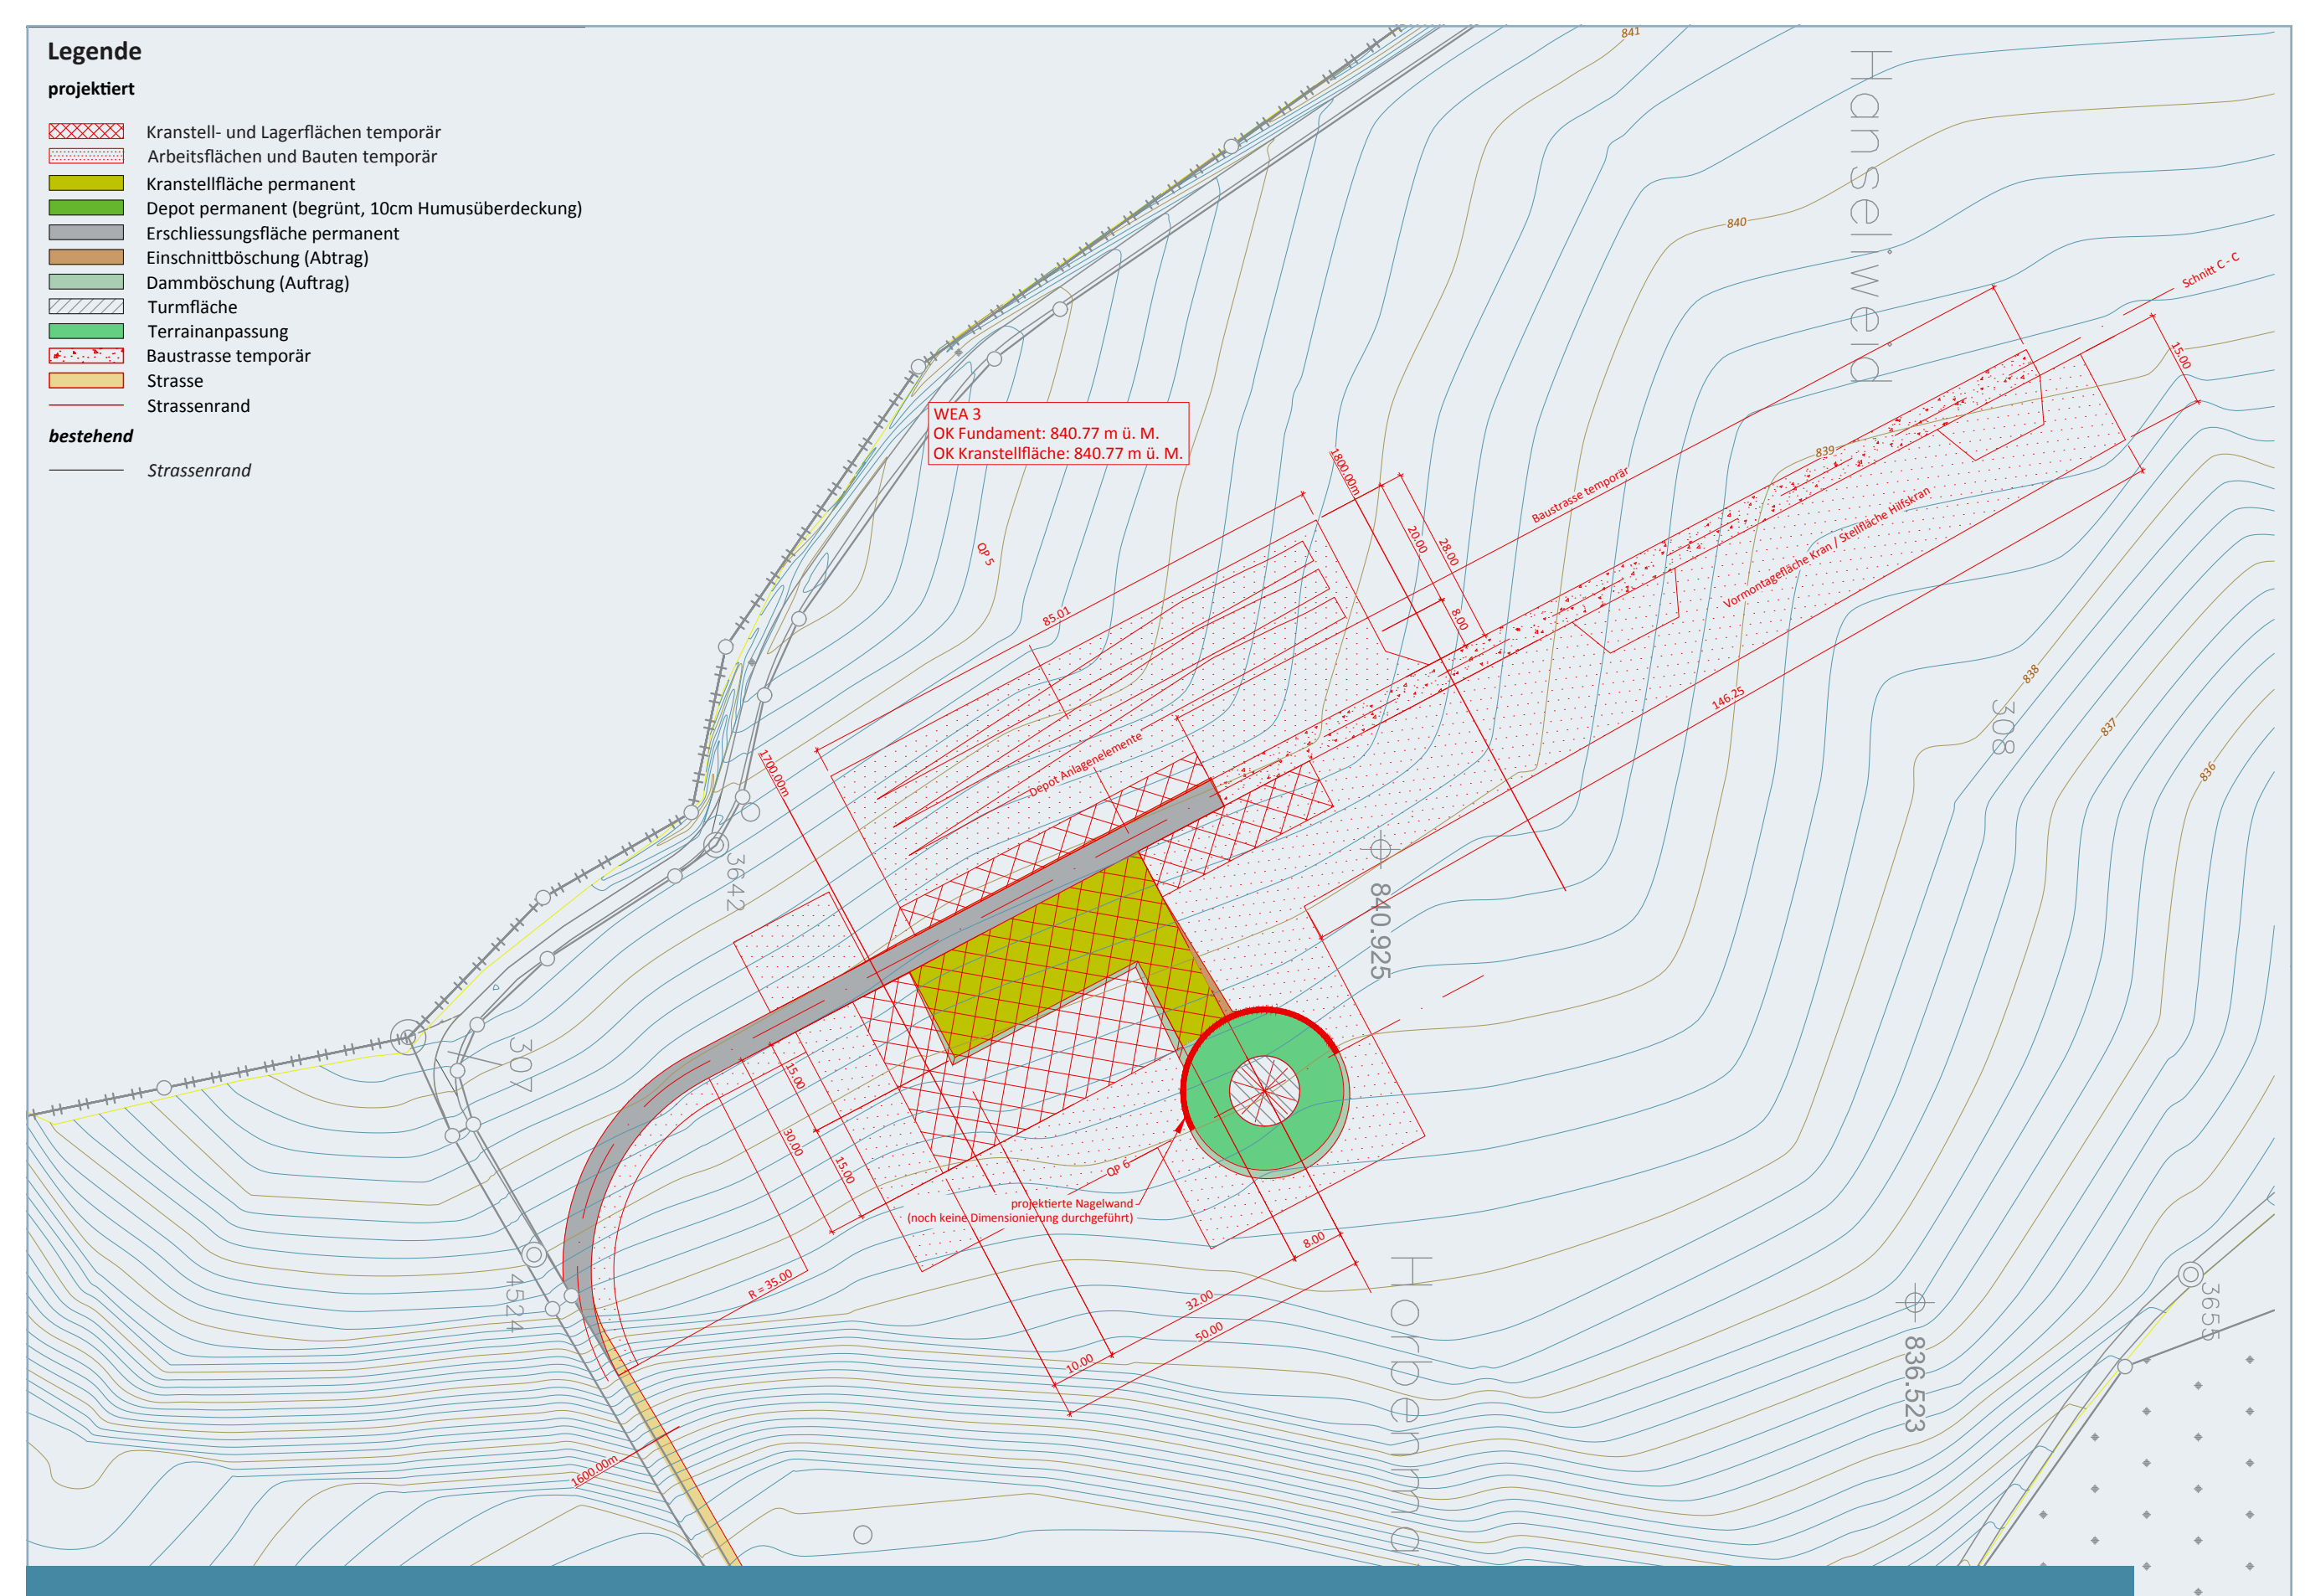 Legende
projektiert
Kranstell- und Lagerflächen temporär
Arbeitsflächen und Bauten temporär
Kranstellfläche permanent
Depot permanent (begrünt, 10cm Humusüberdeckung)
Erschliessungsfläche permanent
Einschnittböschung (Abtrag)
Dammböschung (Auftrag)
Turmfläche
Terrainanpassung
Baustrasse temporär
Strasse
Strassenrand
bestehend
Strassenrand
841
840
Hanselweid
Schnitt C - C
15.00
WEA 3
OK Fundament: 840.77 m ü. M.
OK Kranstellfläche: 840.77 m ü. M.
839
1800.00m
Baustrasse temporär
20.00
28.00
Vormontagefläche Kran / Stellfläche Hilfskran
QP 5
85.01
8.00
838
308
837
836
146.25
Depot Anlagenelemente
1700.00m
3642
840.925
307
15.00
30.00
15.00
QP 6
projektierte Nagelwand
(noch keine Dimensionierung durchgeführt)
8.00
R = 35.00
32.00
50.00
10.00
4524
3655
836.523
1600.00m